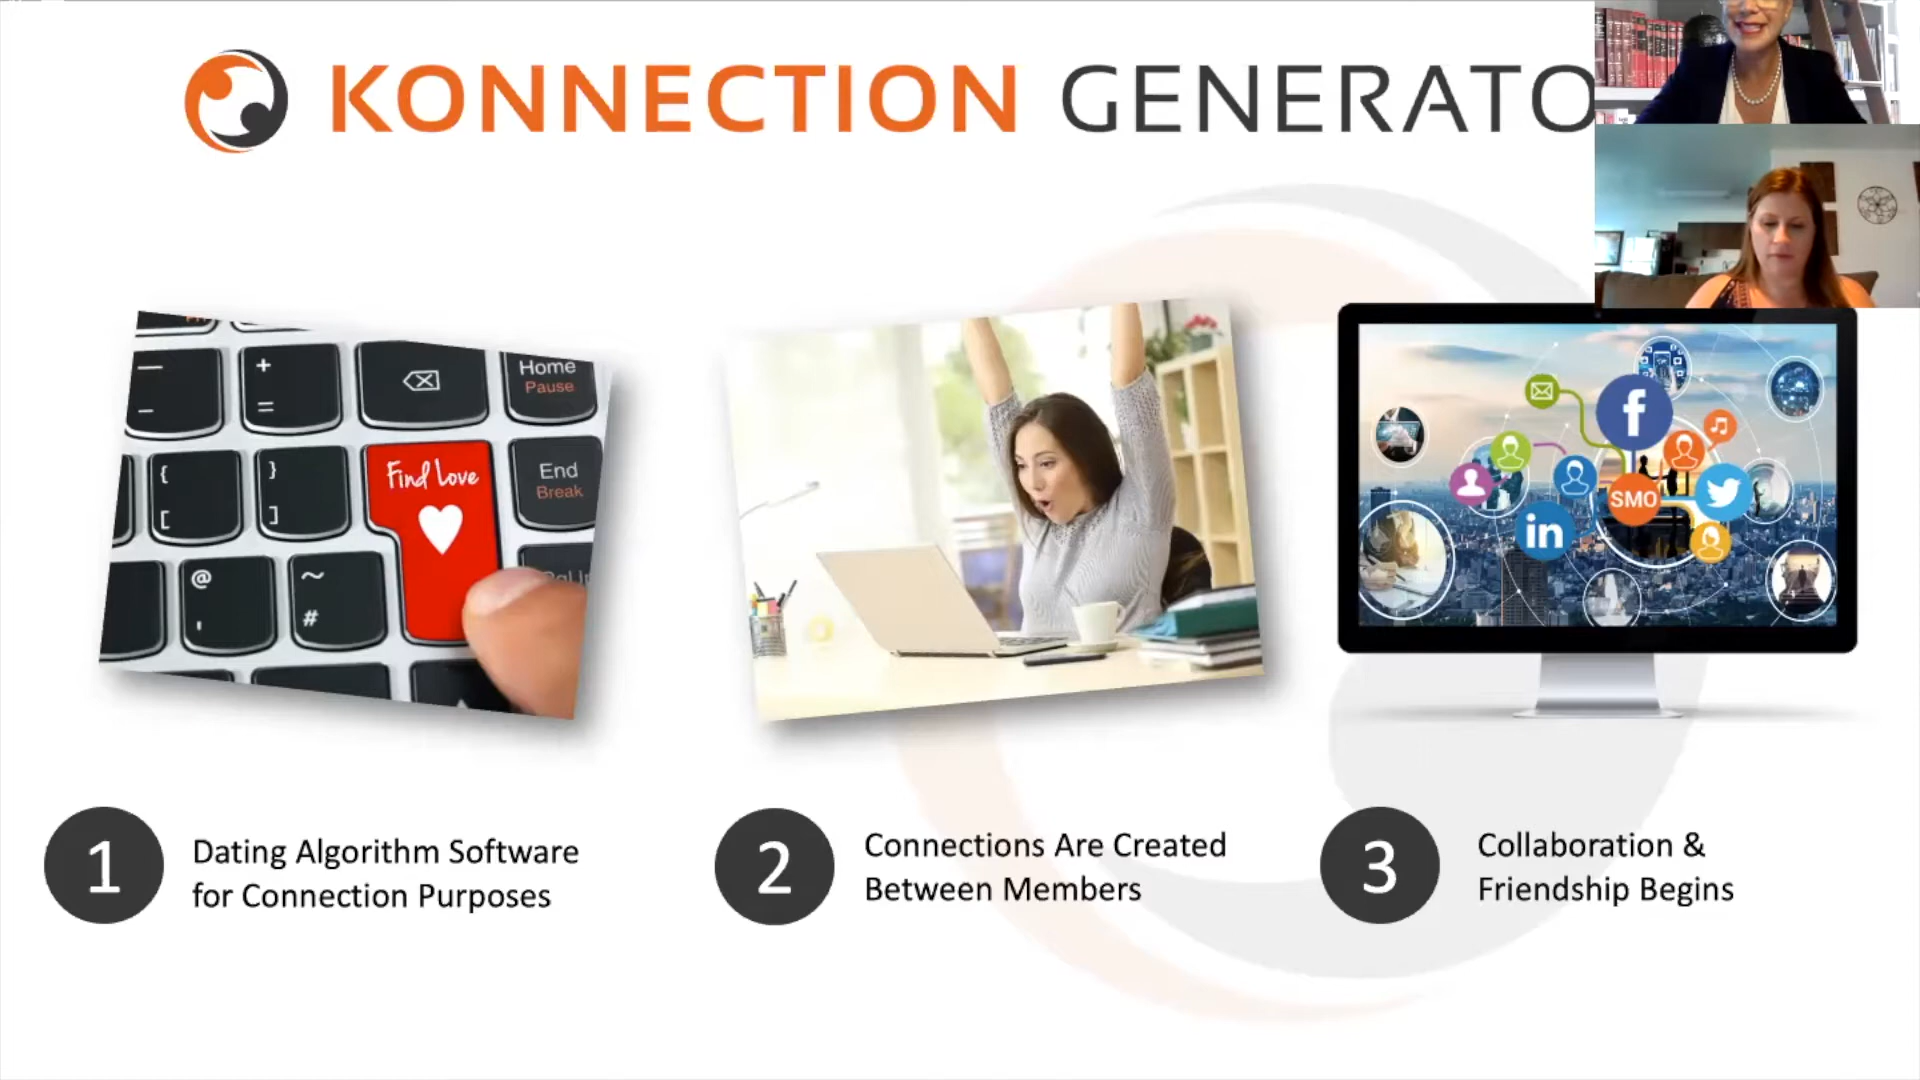 KONNECTION GENERATO
Home
Pause
+
=
—
–
Find Love
End
Break
{
[
}
]
@
,
~
#
f
in
SMO
1
Dating Algorithm Software
for Connection Purposes
2
Connections Are Created
Between Members
3
Collaboration &
Friendship Begins